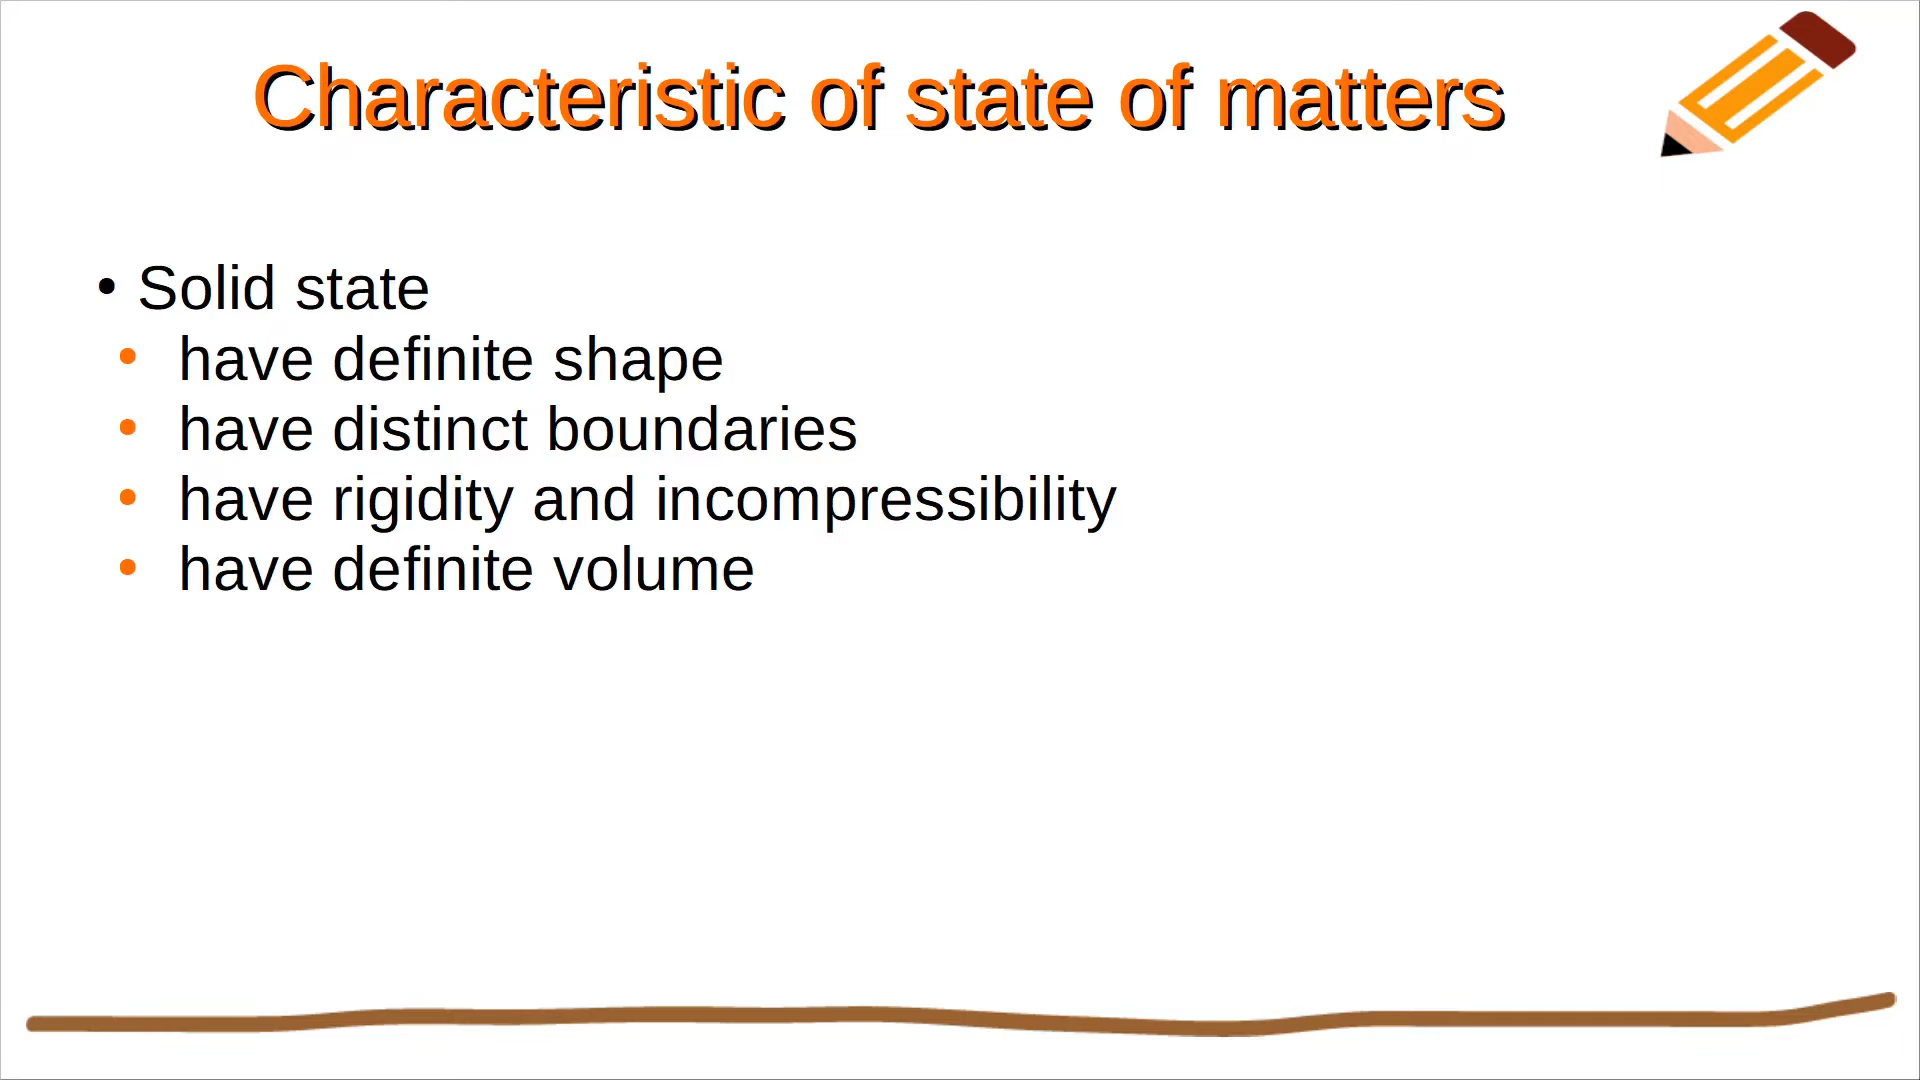 Characteristic of state of matters
• Solid state
• have definite shape
• have distinct boundaries
• have rigidity and incompressibility
• have definite volume